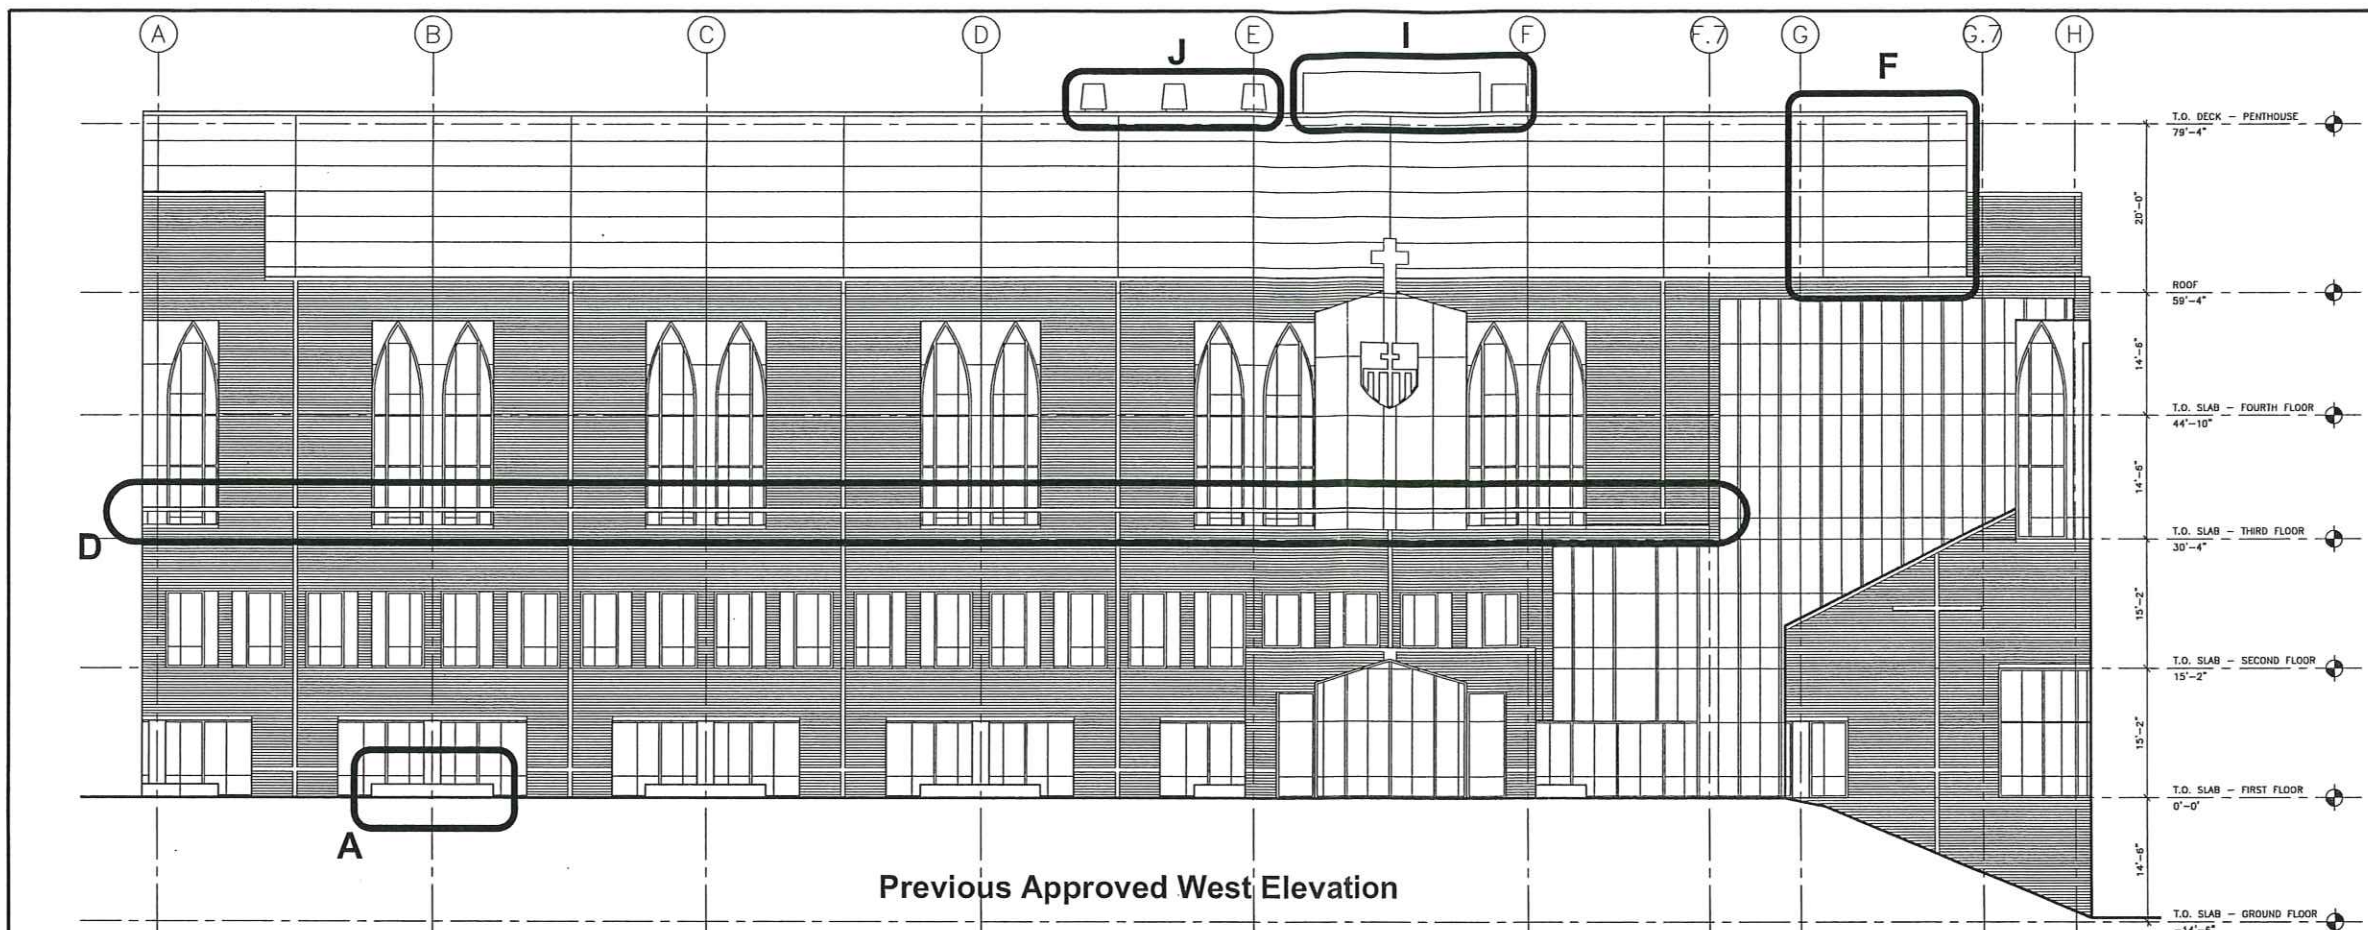 A B C D E F F.7 G G.7 H
J I F
T.O. DECK – PENTHOUSE
79'-4"
20'-0"
ROOF
59'-4"
14'-6"
T.O. SLAB – FOURTH FLOOR
44'-10"
14'-6"
D
T.O. SLAB – THIRD FLOOR
30'-4"
15'-2"
T.O. SLAB – SECOND FLOOR
15'-2"
15'-2"
T.O. SLAB – FIRST FLOOR
0'-0"
A
14'-6"
Previous Approved West Elevation
T.O. SLAB – GROUND FLOOR
-14'-6"